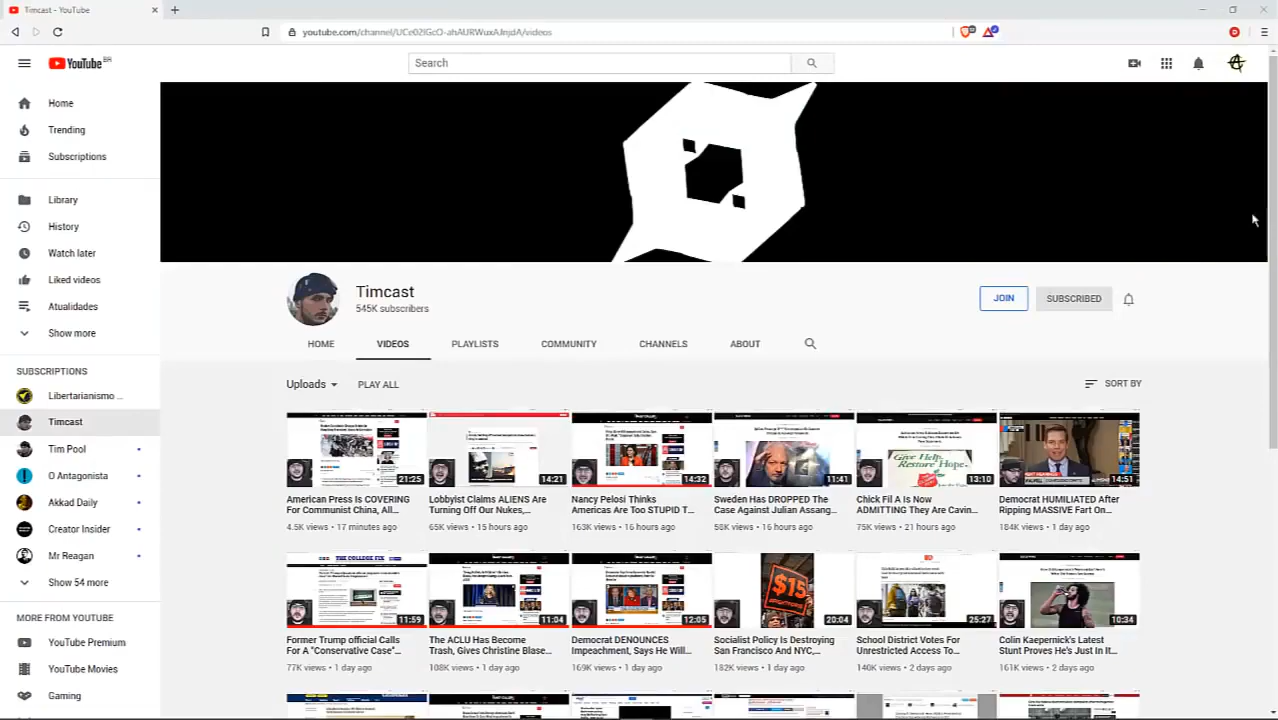 Timcast - YouTube
youtube.com/channel/UCe02lGcO-ahAURWuxAJnjdA/videos
YouTube BR
Search
Home
Trending
Subscriptions
Library
History
Watch later
Liked videos
Atualidades
Show more
SUBSCRIPTIONS
Libertarianismo ...
Timcast
Tim Pool
O Antagonista
Akkad Daily
Creator Insider
Mr Reagan
Show 54 more
MORE FROM YOUTUBE
YouTube Premium
YouTube Movies
Gaming
Timcast
545K subscribers
JOIN
SUBSCRIBED
HOME VIDEOS PLAYLISTS COMMUNITY CHANNELS ABOUT
Uploads PLAY ALL SORT BY
21:25
American Press Is COVERING
For Communist China, All...
4.5K views • 17 minutes ago
14:21
Lobbyist Claims ALIENS Are
Turning Off Our Nukes,...
65K views • 15 hours ago
14:32
Nancy Pelosi Thinks
Americas Are Too STUPID T...
163K views • 16 hours ago
11:41
Sweden Has DROPPED The
Case Against Julian Assang...
58K views • 16 hours ago
Give Help.
Restore Hope.
13:10
Chick Fil A Is Now
ADMITTING They Are Cavin...
75K views • 21 hours ago
14:51
Democrat HUMILIATED After
Ripping MASSIVE Fart On...
184K views • 1 day ago
THE COLLEGE FIX
11:59
Former Trump official Calls
For A "Conservative Case"...
77K views • 1 day ago
11:04
The ACLU Has Become
Trash, Gives Christine Blase...
108K views • 1 day ago
12:05
Democrat DENOUNCES
Impeachment, Says He Will...
169K views • 1 day ago
$15
20:04
Socialist Policy Is Destroying
San Francisco And NYC,...
182K views • 1 day ago
25:27
School District Votes For
Unrestricted Access To...
140K views • 2 days ago
10:34
Colin Kaepernick's Latest
Stunt Proves He's Just In It...
161K views • 2 days ago